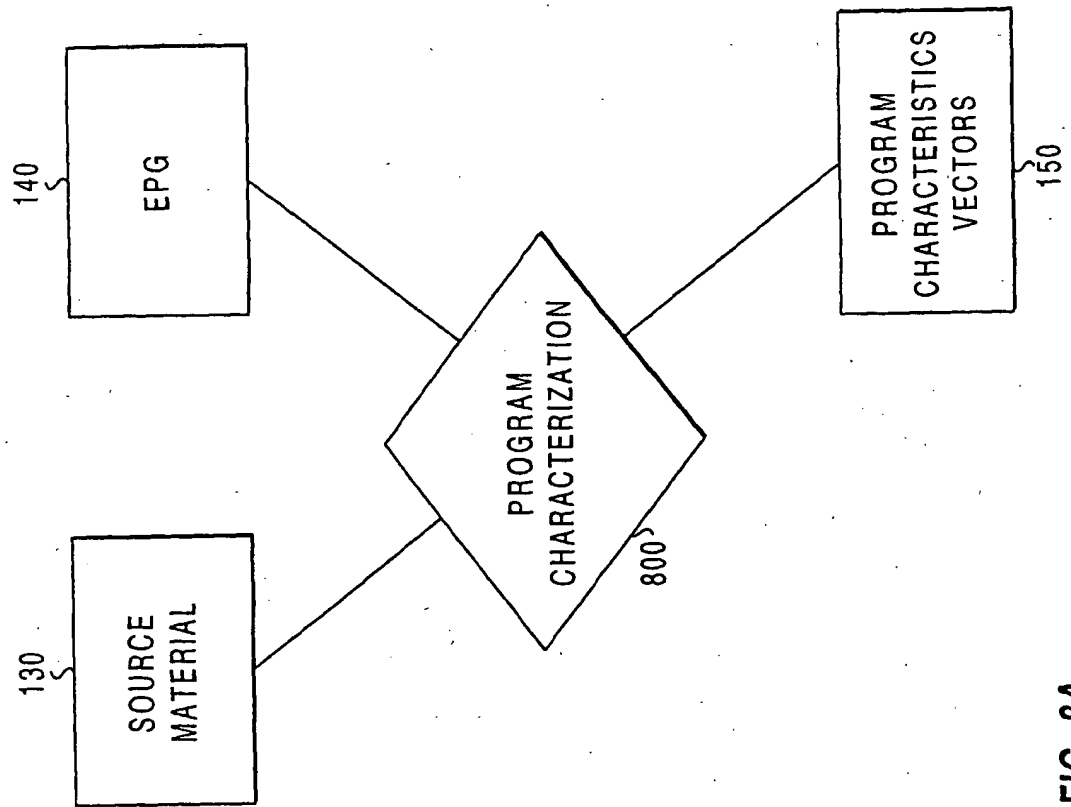 130
SOURCE
MATERIAL
140
EPG
PROGRAM
CHARACTERIZATION
800
PROGRAM
CHARACTERISTICS
VECTORS
150
FIG. 8A